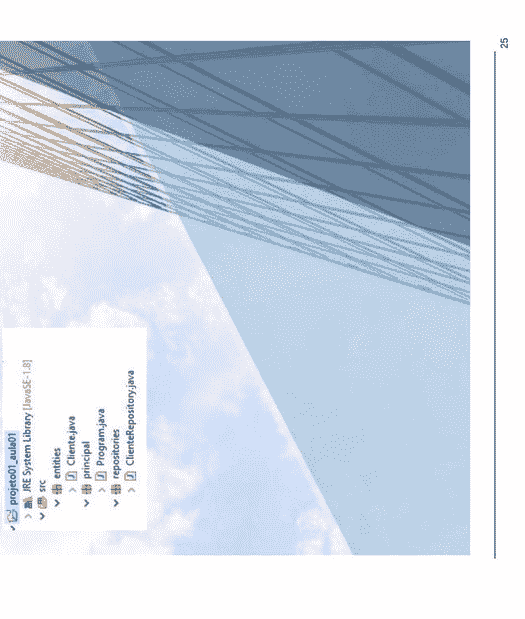 projeto01_aula01
JRE System Library [JavaSE-1.8]
src
entities
Cliente.java
principal
Program.java
repositories
ClienteRepository.java
25